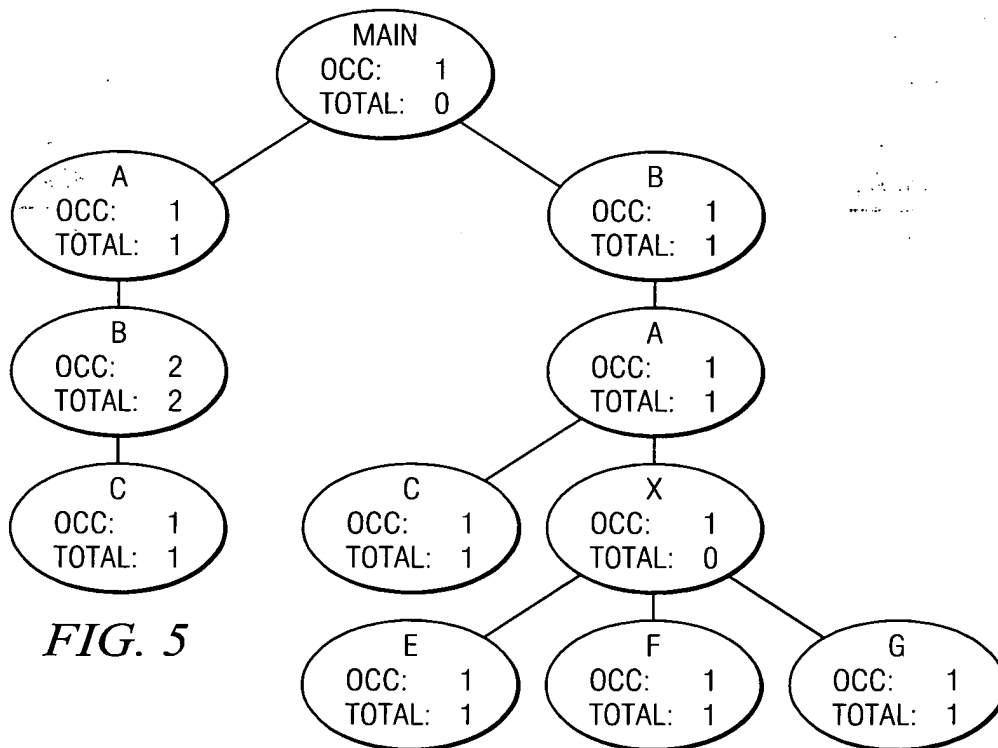 MAIN
OCC: 1
TOTAL: 0
A
OCC: 1
TOTAL: 1
B
OCC: 1
TOTAL: 1
B
OCC: 2
TOTAL: 2
A
OCC: 1
TOTAL: 1
C
OCC: 1
TOTAL: 1
C
OCC: 1
TOTAL: 1
X
OCC: 1
TOTAL: 0
E
OCC: 1
TOTAL: 1
F
OCC: 1
TOTAL: 1
G
OCC: 1
TOTAL: 1
FIG. 5